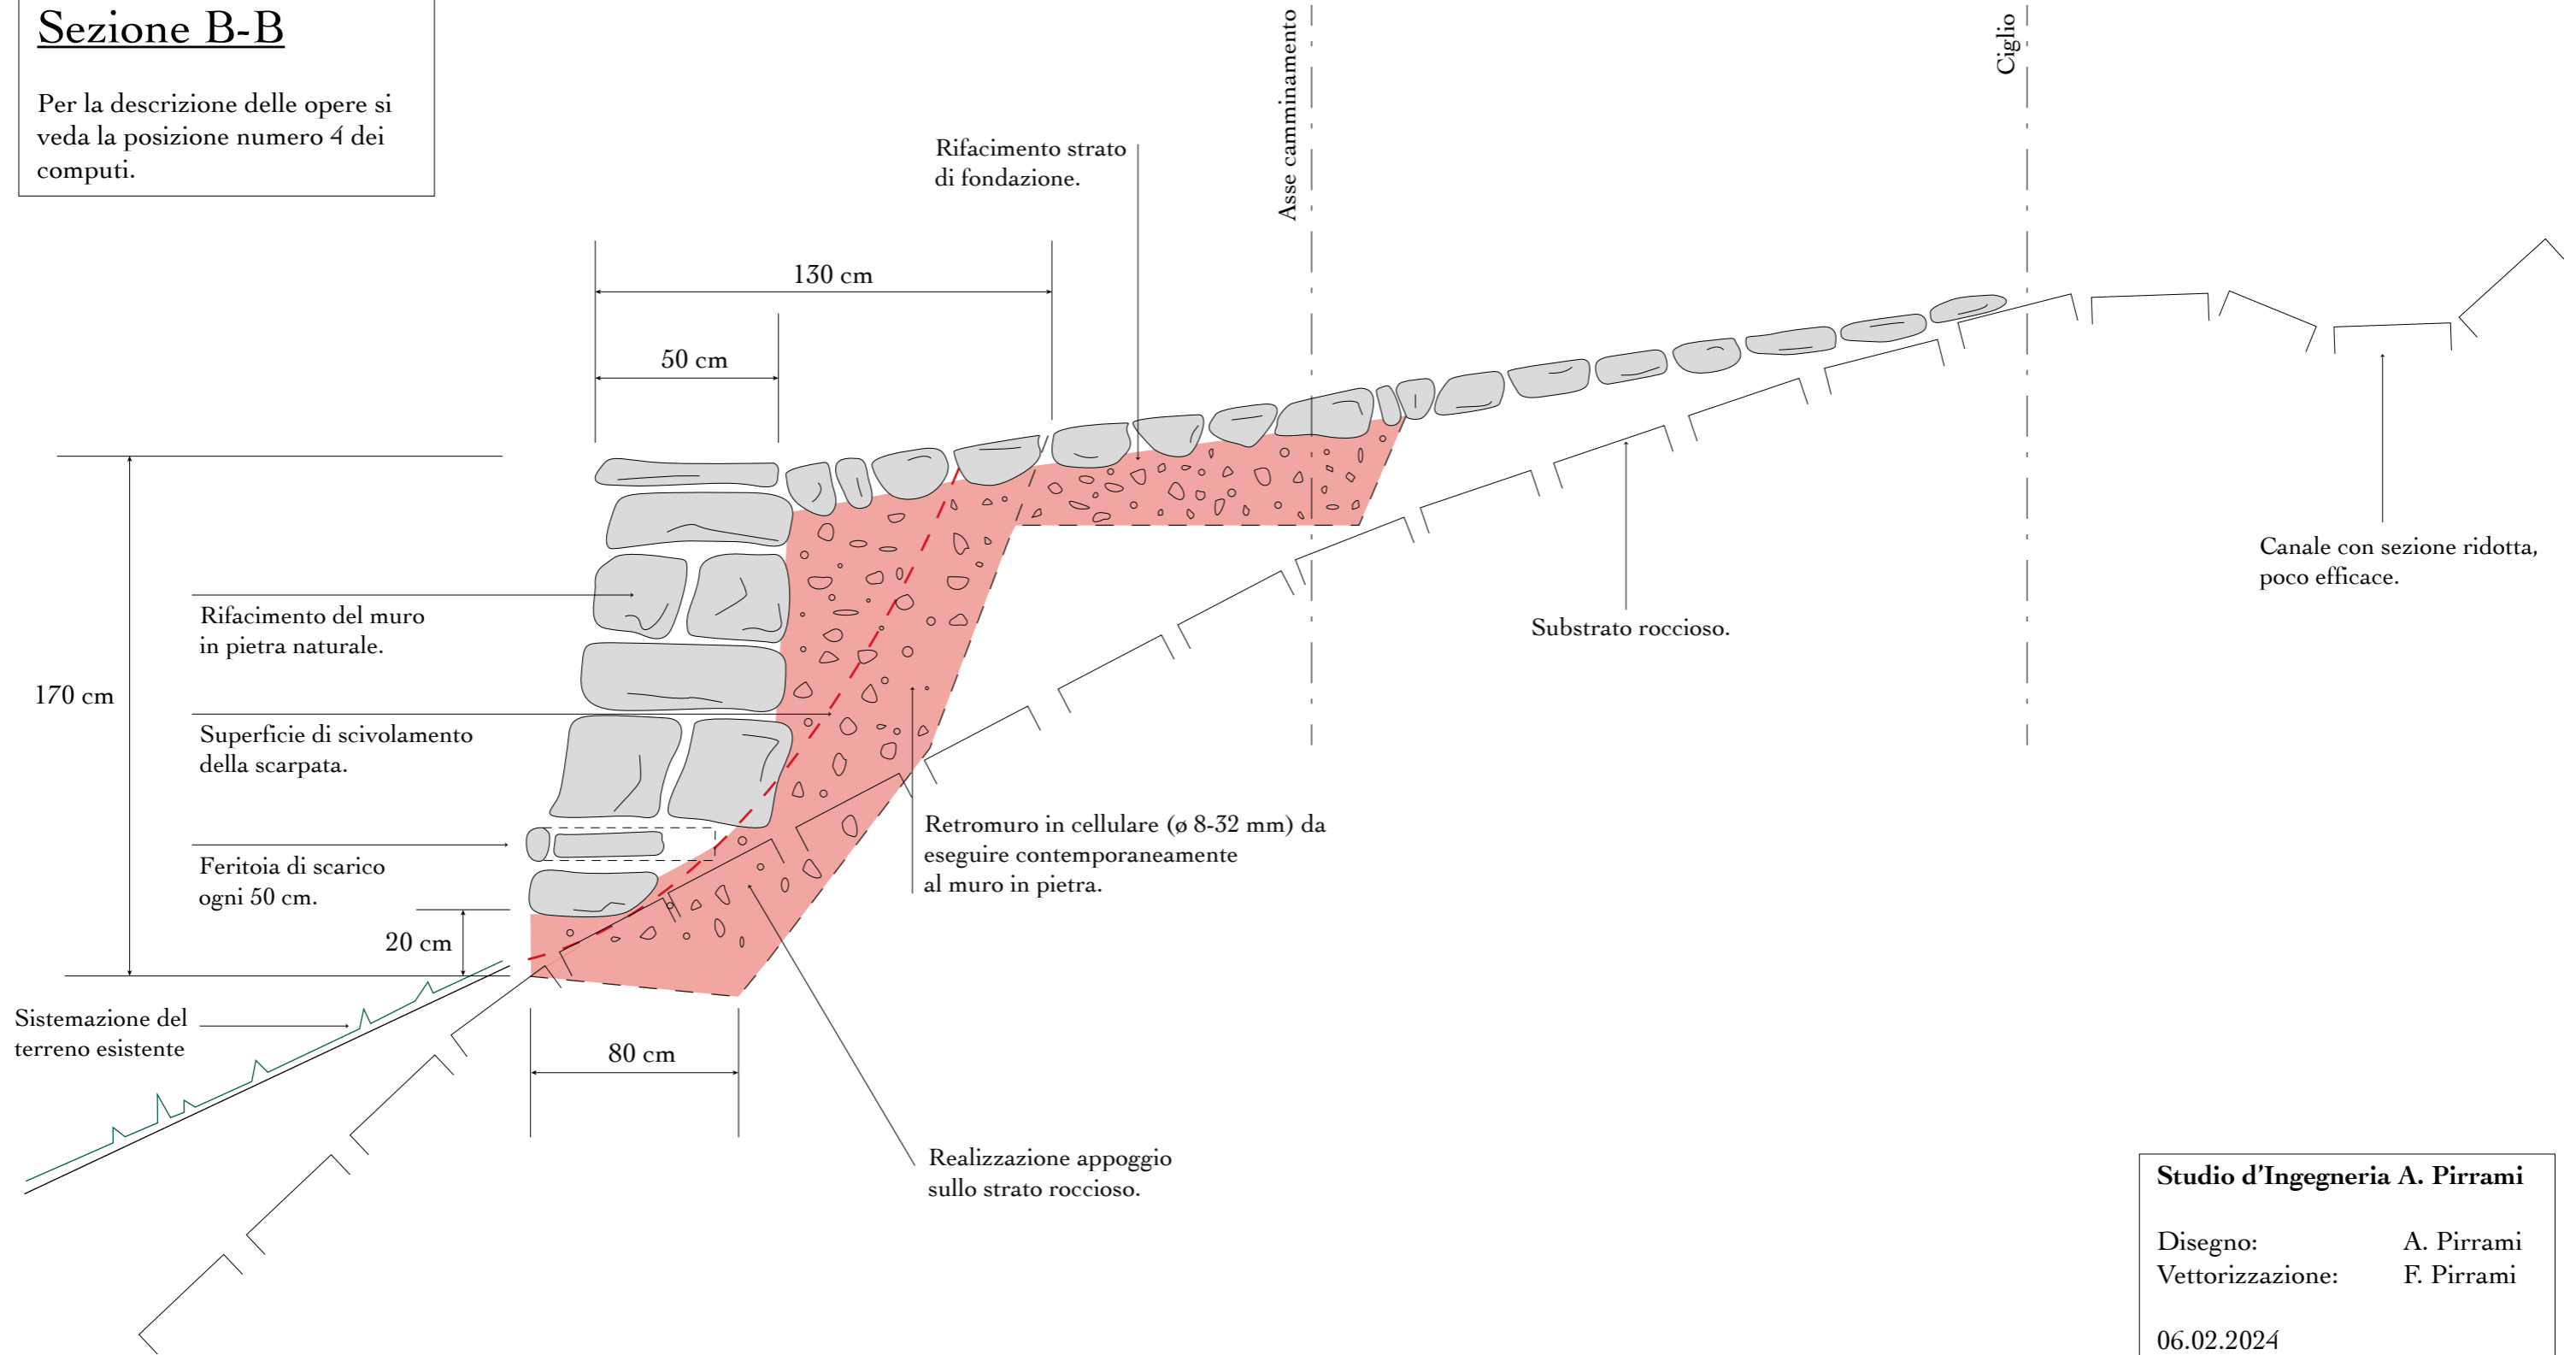 Sezione B-B
Per la descrizione delle opere si
veda la posizione numero 4 dei
computi.
Asse camminamento
Ciglio
Rifacimento strato
di fondazione.
130 cm
50 cm
Canale con sezione ridotta,
poco efficace.
Rifacimento del muro
in pietra naturale.
Substrato roccioso.
170 cm
Superficie di scivolamento
della scarpata.
Retromuro in cellulare (ø 8-32 mm) da
eseguire contemporaneamente
al muro in pietra.
Feritoia di scarico
ogni 50 cm.
20 cm
Sistemazione del
terreno esistente
80 cm
Realizzazione appoggio
sullo strato roccioso.
Studio d'Ingegneria A. Pirrami
Disegno: A. Pirrami
Vettorizzazione: F. Pirrami
06.02.2024